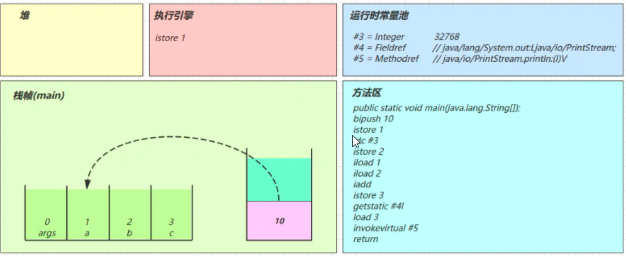 堆
执行引擎
istore 1
运行时常量池
#3 = Integer 32768
#4 = Fieldref // java/lang/System.out:Ljava/io/PrintStream;
#5 = Methodref // java/io/PrintStream.println:(I)V
栈帧(main)
0 1 2 3
args a b c
10
方法区
public static void main(java.lang.String[]);
bipush 10
istore 1
#3
istore 2
iload 1
iload 2
iadd
istore 3
getstatic #4I
load 3
invokevirtual #5
return